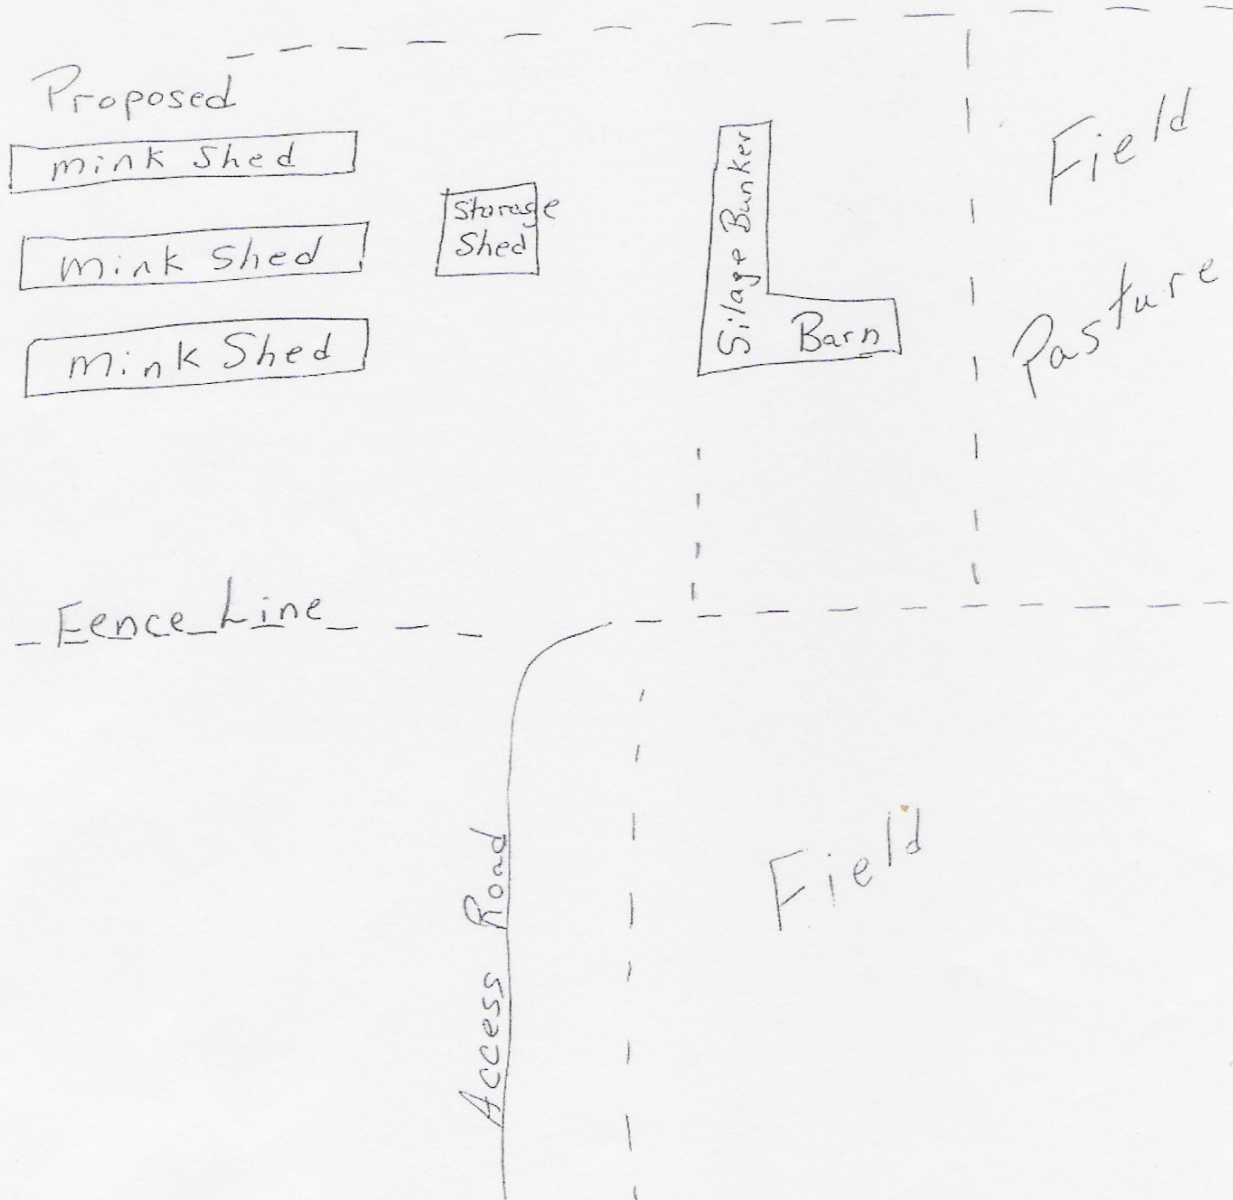 Proposed
Mink Shed
Mink Shed
Mink Shed
Storage
Shed
Silage Bunker
Barn
Field
Pasture
Fence Line
Access Road
Field